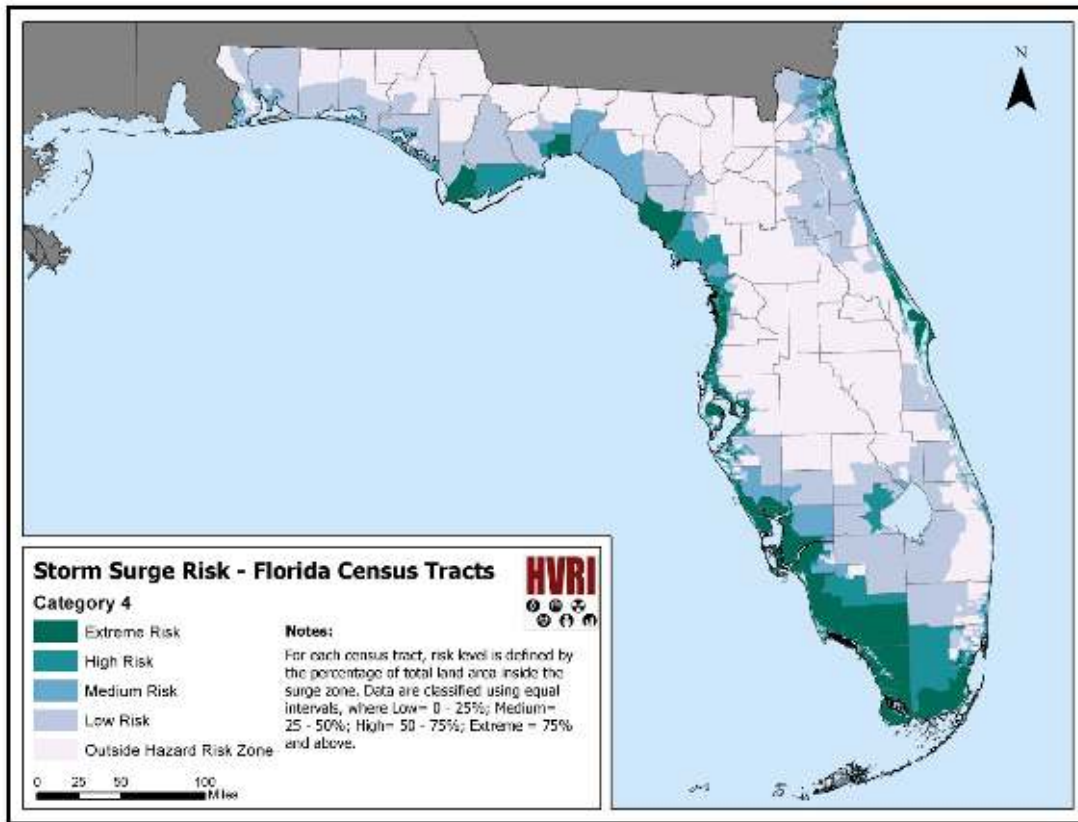 N
Storm Surge Risk - Florida Census Tracts
HVRI
Category 4
Extreme Risk
High Risk
Medium Risk
Low Risk
Outside Hazard Risk Zone
Notes:
For each census tract, risk level is defined by
the percentage of total land area inside the
surge zone. Data are classified using equal
intervals, where Low= 0 - 25%; Medium=
25 - 50%; High= 50 - 75%; Extreme = 75%
and above.
0 25 50 100
Miles